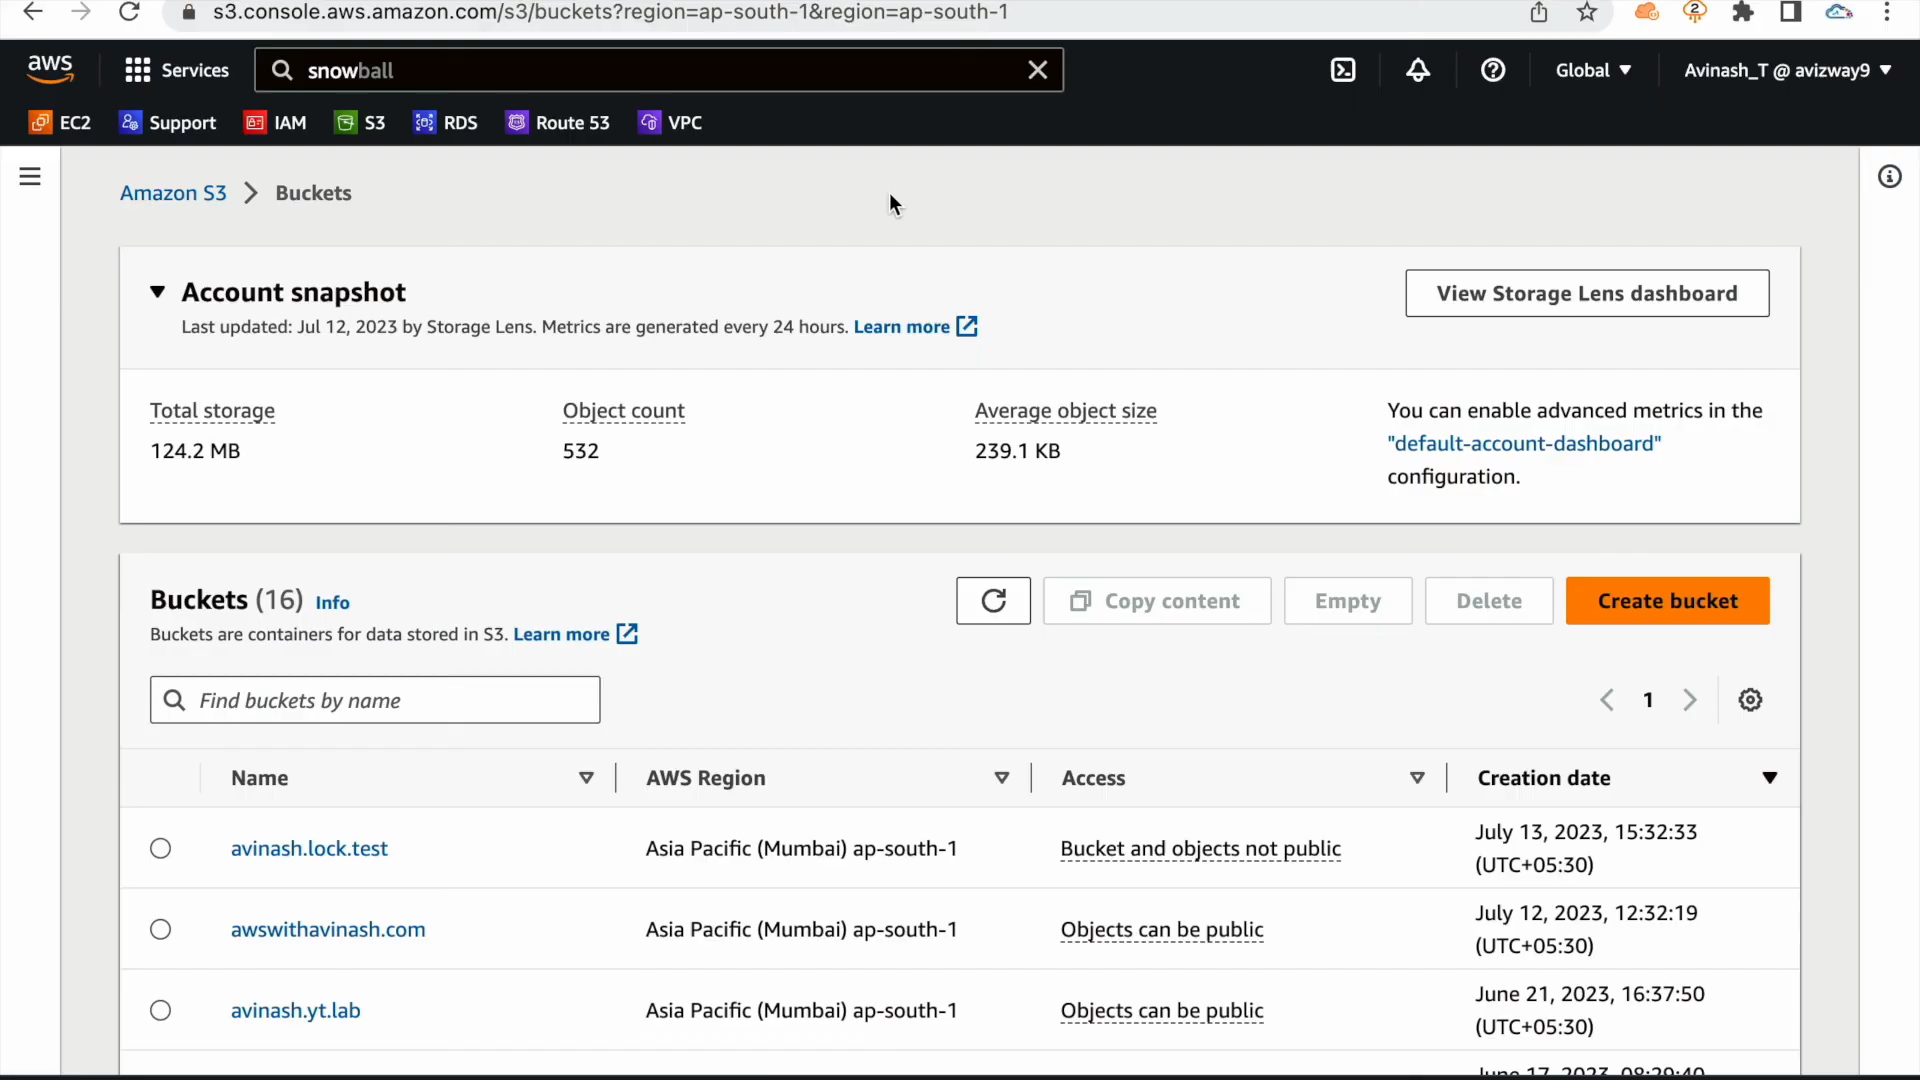 s3.console.aws.amazon.com/s3/buckets?region=ap-south-1&region=ap-south-1
2
aws
Services
snowball
Global
Avinash_T @ avizway9
EC2
Support
IAM
S3
RDS
Route 53
VPC
Amazon S3 > Buckets
Account snapshot
View Storage Lens dashboard
Last updated: Jul 12, 2023 by Storage Lens. Metrics are generated every 24 hours. Learn more
Total storage
124.2 MB
Object count
532
Average object size
239.1 KB
You can enable advanced metrics in the
"default-account-dashboard"
configuration.
Buckets (16) Info
Buckets are containers for data stored in S3. Learn more
Copy content
Empty
Delete
Create bucket
Find buckets by name
1
Name
AWS Region
Access
Creation date
avinash.lock.test
Asia Pacific (Mumbai) ap-south-1
Bucket and objects not public
July 13, 2023, 15:32:33
(UTC+05:30)
awswithavinash.com
Asia Pacific (Mumbai) ap-south-1
Objects can be public
July 12, 2023, 12:32:19
(UTC+05:30)
avinash.yt.lab
Asia Pacific (Mumbai) ap-south-1
Objects can be public
June 21, 2023, 16:37:50
(UTC+05:30)
June 17, 2023, 08:29:40